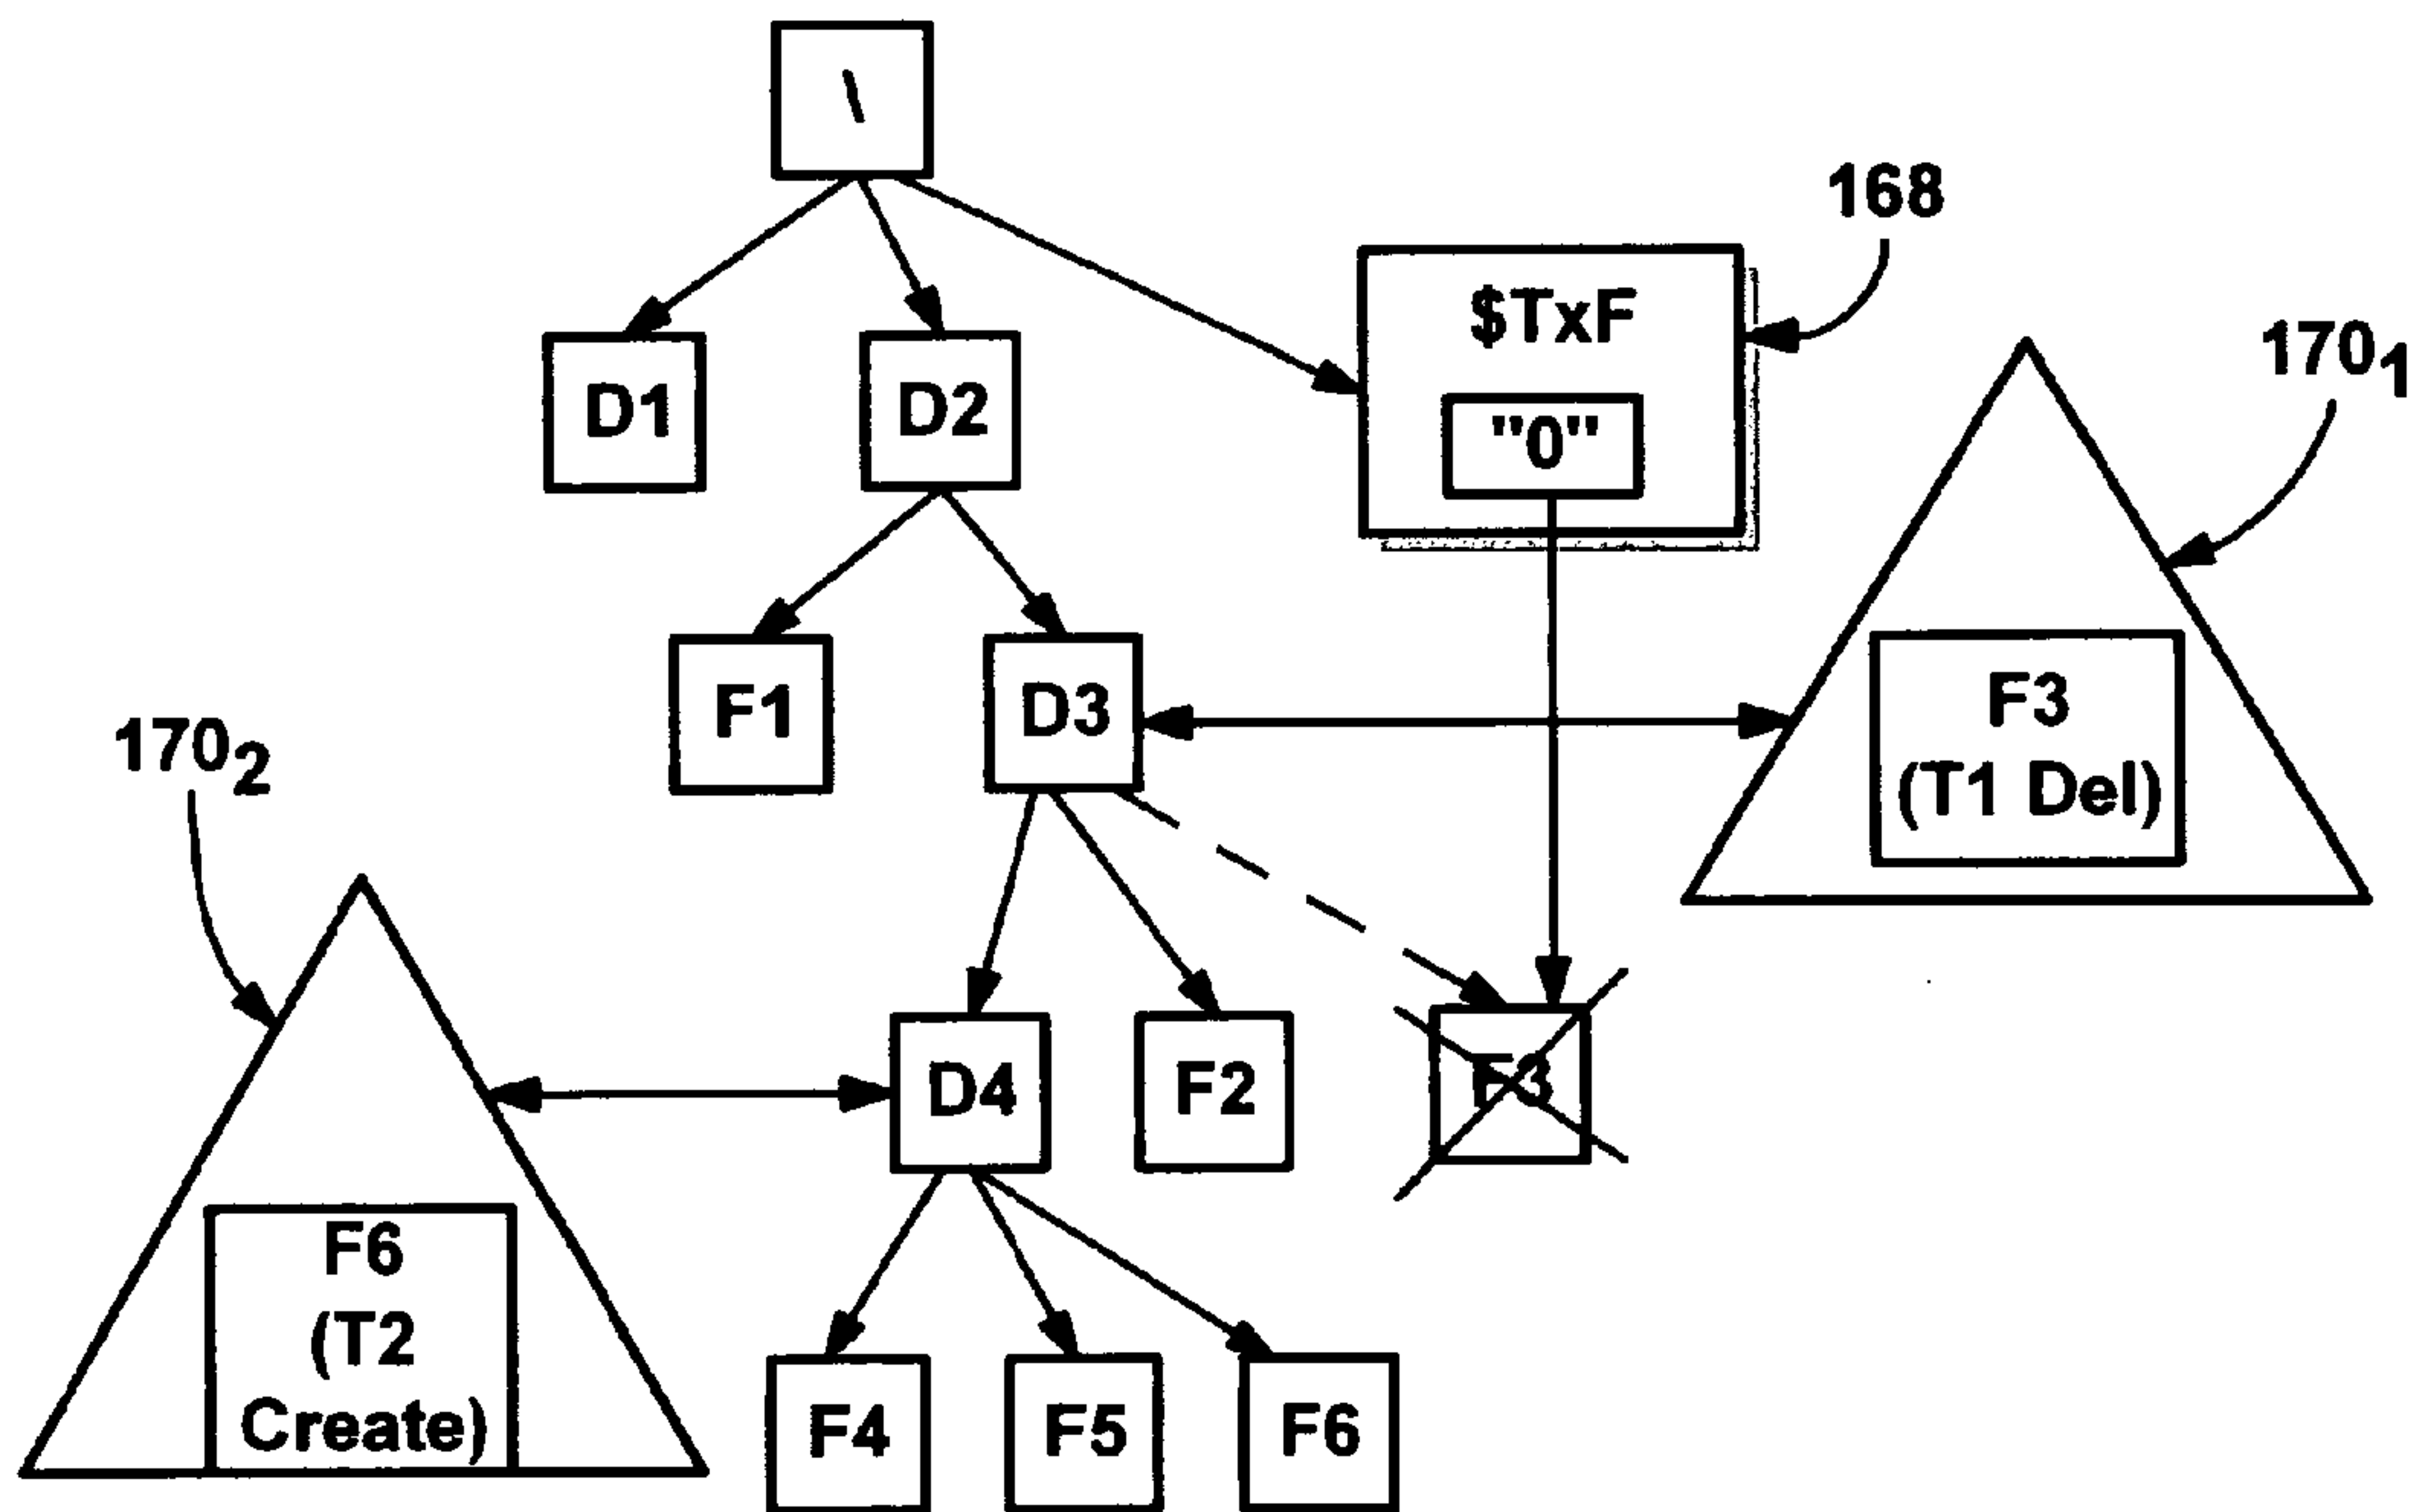 \
168
$TxF
170₁
D1
D2
"0"
F3
(T1 Del)
F1
D3
170₂
D4
F2
F3
F6
(T2
Create)
F4
F5
F6